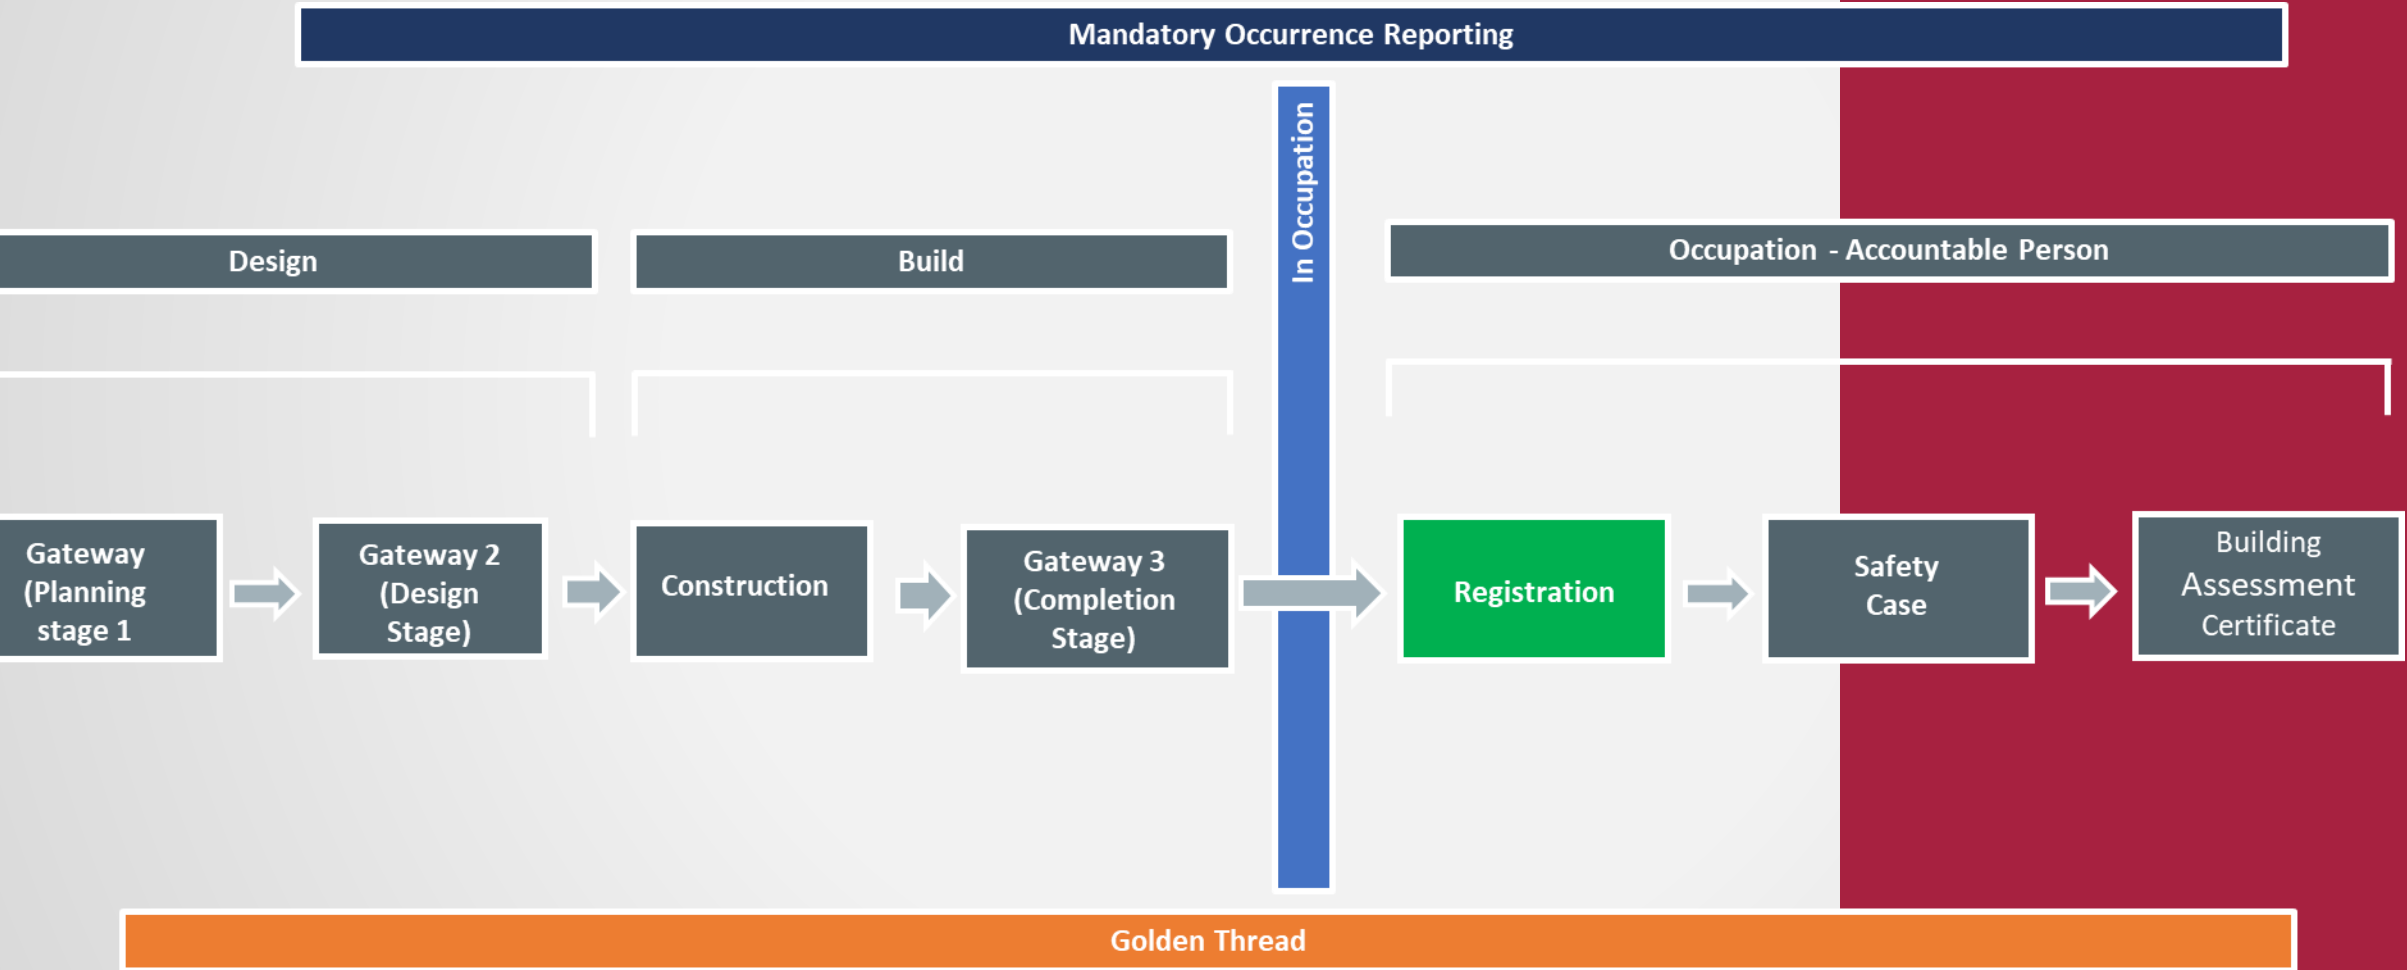 Mandatory Occurrence Reporting
In Occupation
Design
Build
Occupation - Accountable Person
Gateway
(Planning
stage 1
Gateway 2
(Design
Stage)
Construction
Gateway 3
(Completion
Stage)
Registration
Safety
Case
Building
Assessment
Certificate
Golden Thread